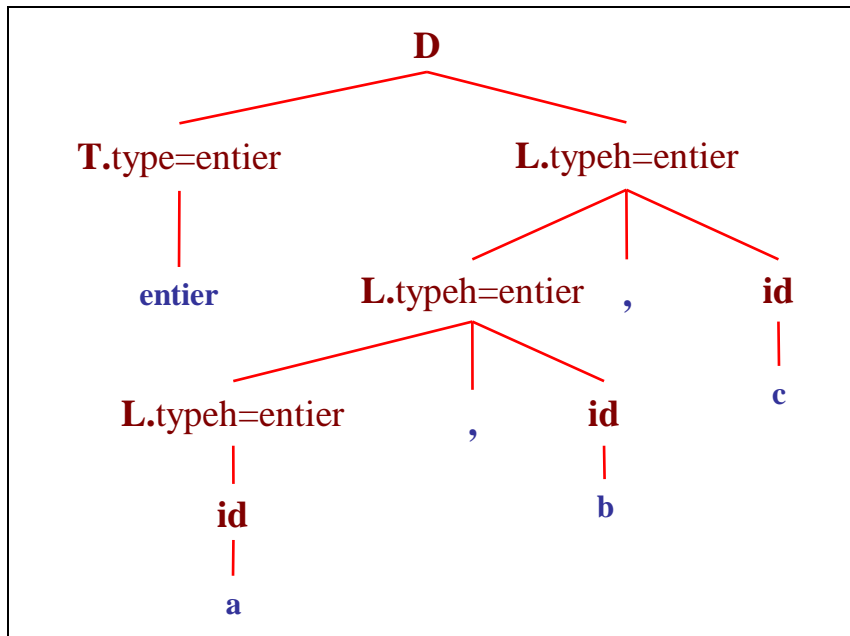 D
T.type=entier L.typeh=entier
entier L.typeh=entier , id
L.typeh=entier , id c
id b
a